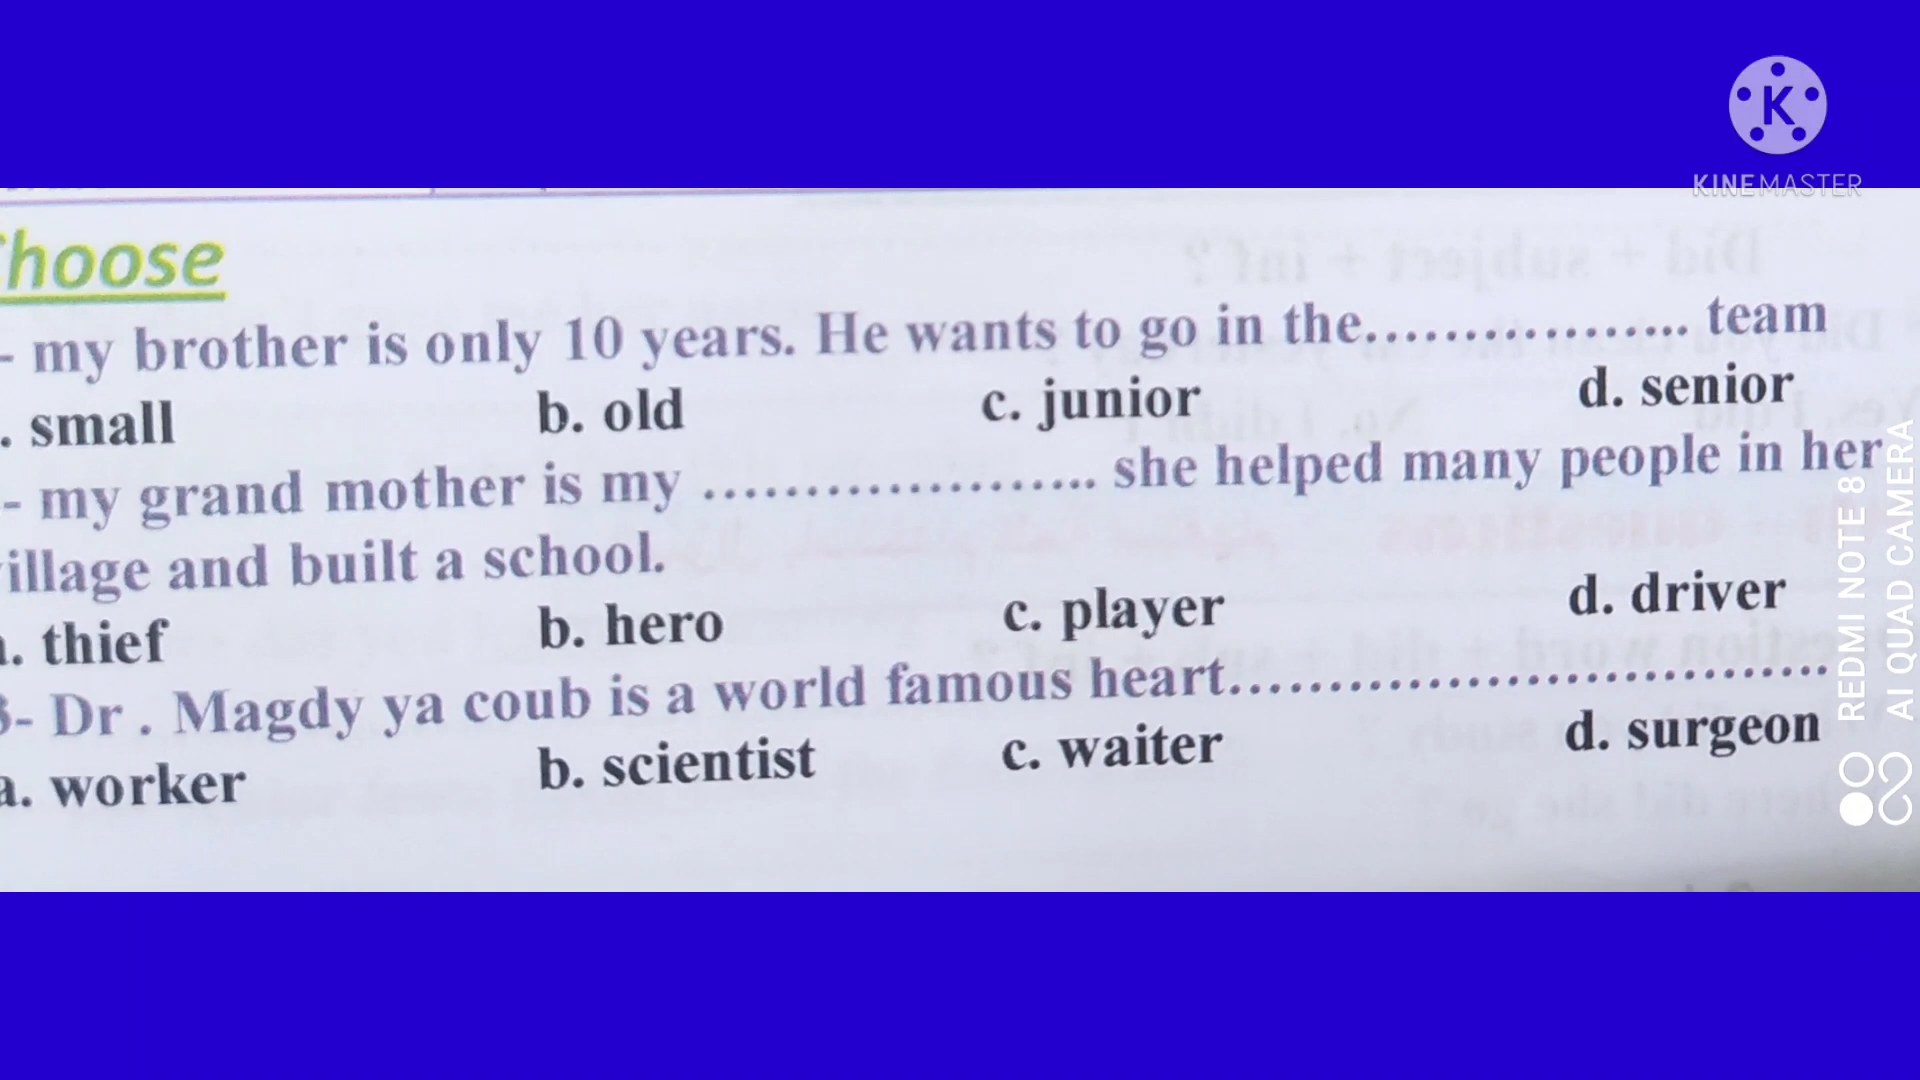 K
KINEMASTER
Choose
- my brother is only 10 years. He wants to go in the................. team
. small b. old c. junior d. senior
- my grand mother is my .................... she helped many people in her
village and built a school.
a. thief b. hero c. player d. driver
3- Dr . Magdy ya coub is a world famous heart...............................
a. worker b. scientist c. waiter d. surgeon
REDMI NOTE 8
AI QUAD CAMERA